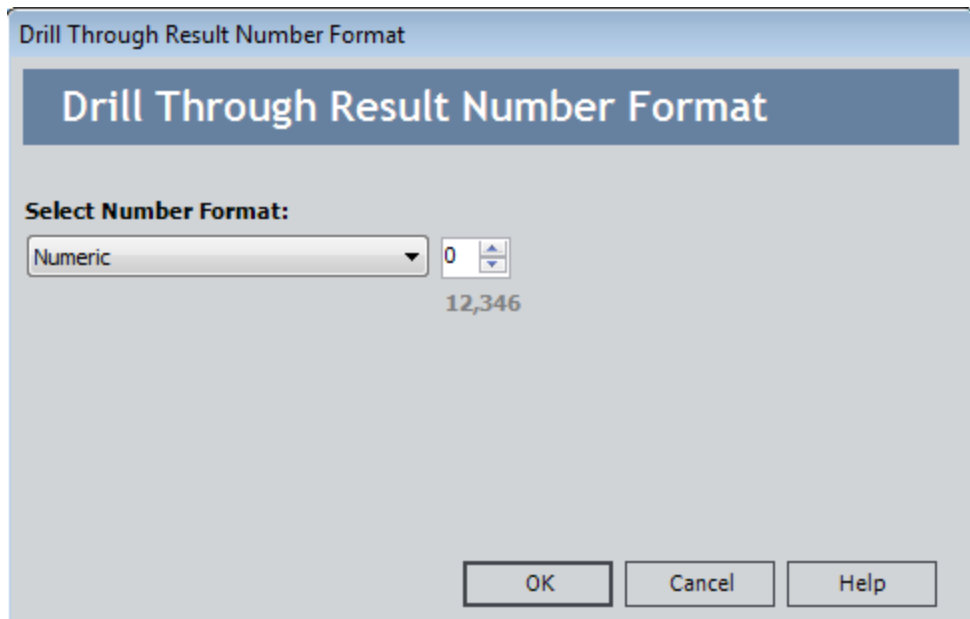 Drill Through Result Number Format
Drill Through Result Number Format
Select Number Format:
Numeric 0
12,346
OK Cancel Help